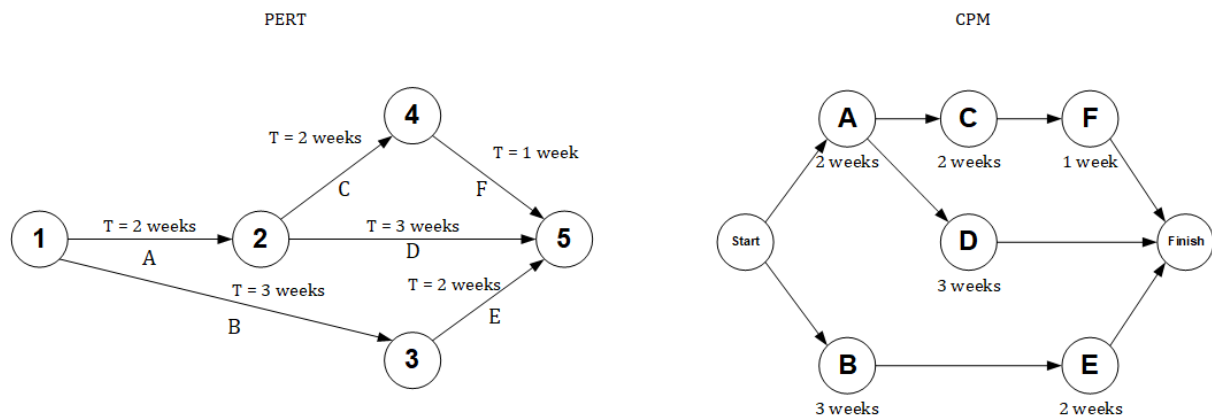 PERT
4
T = 2 weeks
T = 1 week
C
F
1
T = 2 weeks
2
T = 3 weeks
5
A
D
T = 3 weeks
T = 2 weeks
B
E
3
CPM
A
C
F
2 weeks
2 weeks
1 week
Start
D
Finish
3 weeks
B
E
3 weeks
2 weeks